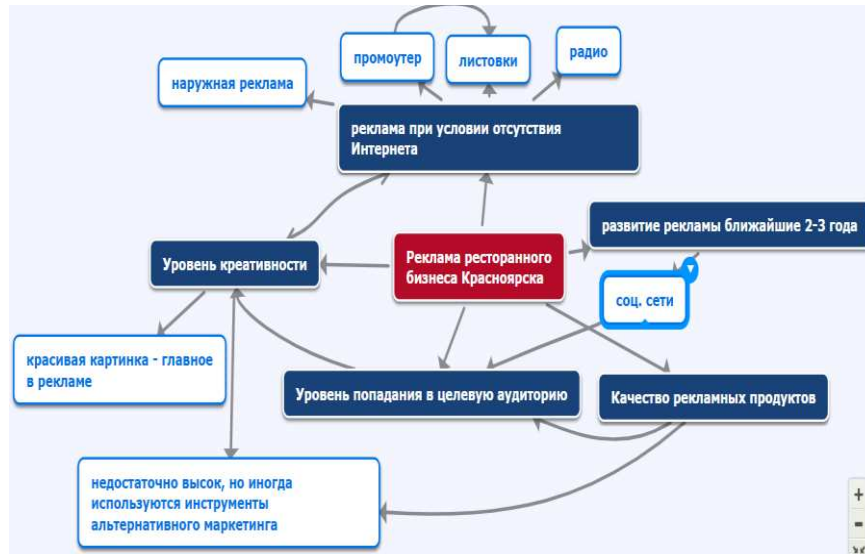 промоутер
листовки
радио
наружная реклама
реклама при условии отсутствия
Интернета
развитие рекламы ближайшие 2-3 года
Уровень креативности
Реклама ресторанного
бизнеса Красноярска
соц. сети
красивая картинка - главное
в рекламе
Уровень попадания в целевую аудиторию
Качество рекламных продуктов
недостаточно высок, но иногда
используются инструменты
альтернативного маркетинга